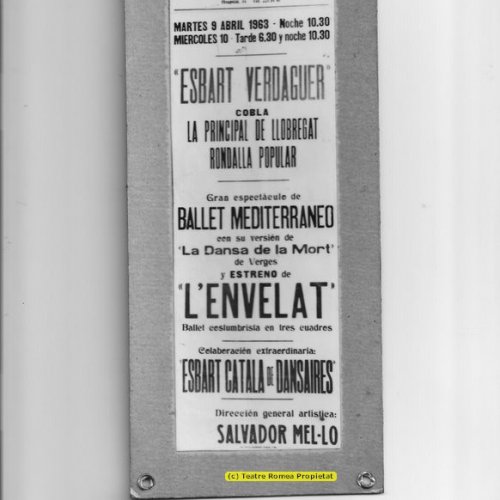 MARTES 9 ABRIL 1963 - Noche 10.30
MIERCOLES 10 - Tarde 6.30 y noche 10.30
"ESBART VERDAGUER"
COBLA
LA PRINCIPAL DE LLOBREGAT
RONDALLA POPULAR
Gran espectáculo de
BALLET MEDITERRANEO
con su versión de
"La Dansa de la Mort"
de Verges
y ESTRENO de
"L'ENVELAT"
Ballet costumbrista en tres cuadros
Colaboración extraordinaria:
"ESBART CATALA DE DANSAIRES"
Dirección general artística:
SALVADOR MEL-LO
(c) Teatre Romea Propietat